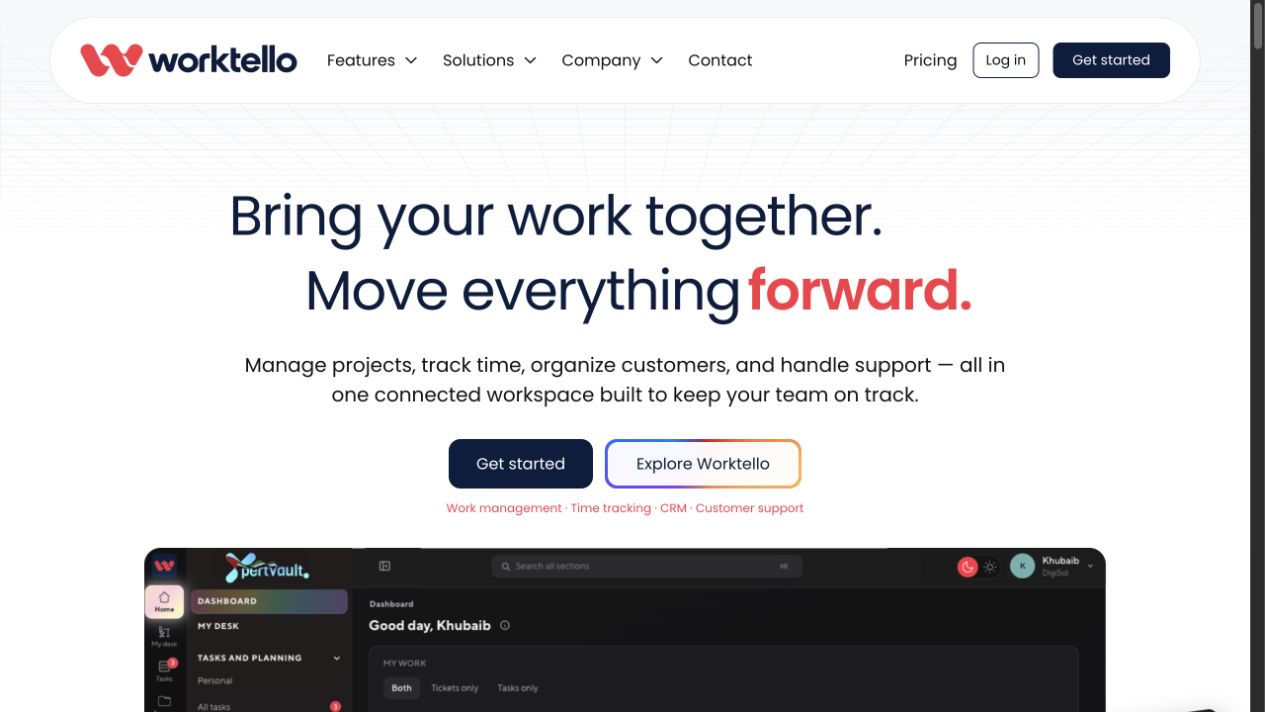 worktello Features Solutions Company Contact Pricing Log in Get started
Bring your work together.
Move everything forward.
Manage projects, track time, organize customers, and handle support — all in
one connected workspace built to keep your team on track.
Get started Explore Worktello
Work management · Time tracking · CRM · Customer support
pertvault. Search all sections ⌘K K Khubaib
DigiSol
Home
DASHBOARD
Dashboard
MY DESK
Good day, Khubaib
My desk
TASKS AND PLANNING
MY WORK
3
Tasks
Personal
Both Tickets only Tasks only
All tasks 3